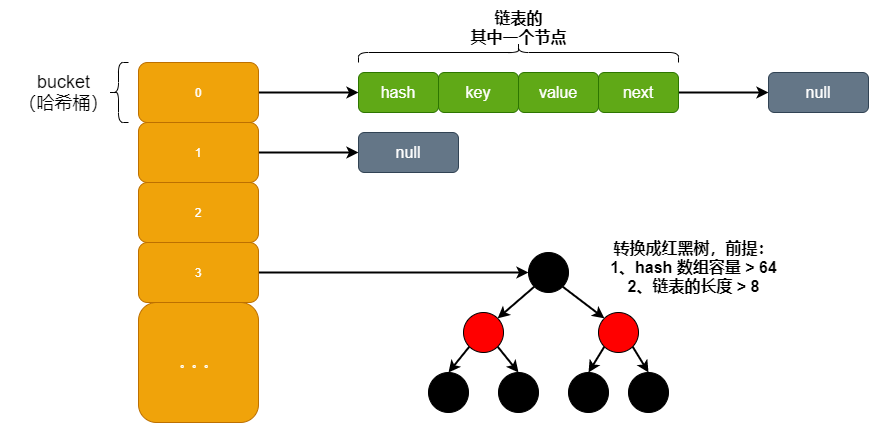 链表的
其中一个节点
bucket
（哈希桶）
0
hash
key
value
next
null
1
null
2
3
转换成红黑树，前提：
1、hash 数组容量 > 64
2、链表的长度 > 8
...